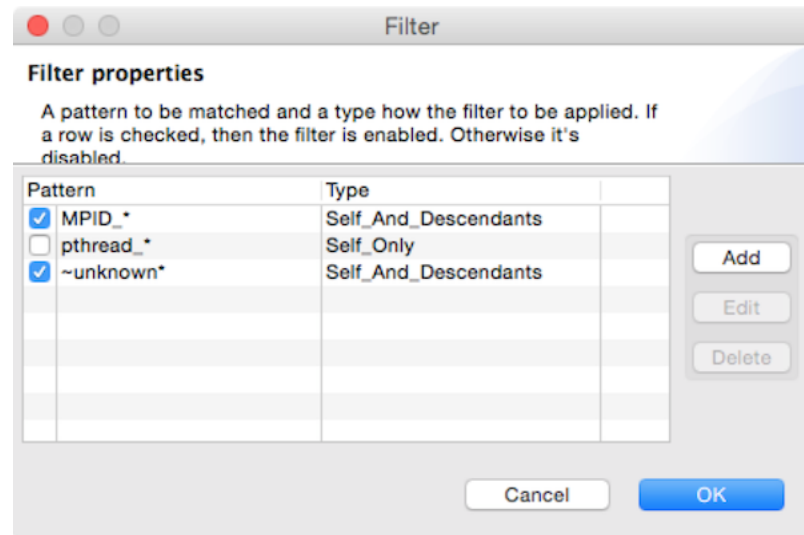 Filter
Filter properties
A pattern to be matched and a type how the filter to be applied. If
a row is checked, then the filter is enabled. Otherwise it's
disabled.
Pattern Type
MPID_* Self_And_Descendants
pthread_* Self_Only
~unknown* Self_And_Descendants
Add
Edit
Delete
Cancel OK